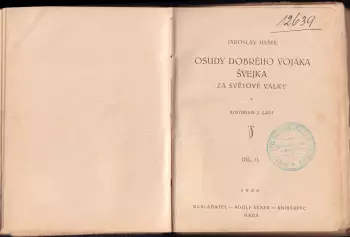 12639
JAROSLAV HAŠEK
OSUDY DOBRÉHO VOJÁKA
ŠVEJKA
ZA SVĚTOVÉ VÁLKY
DÍL II.
NAKLADATEL — ADOLF SYNEK — KNIHKUPEC
PRAHA